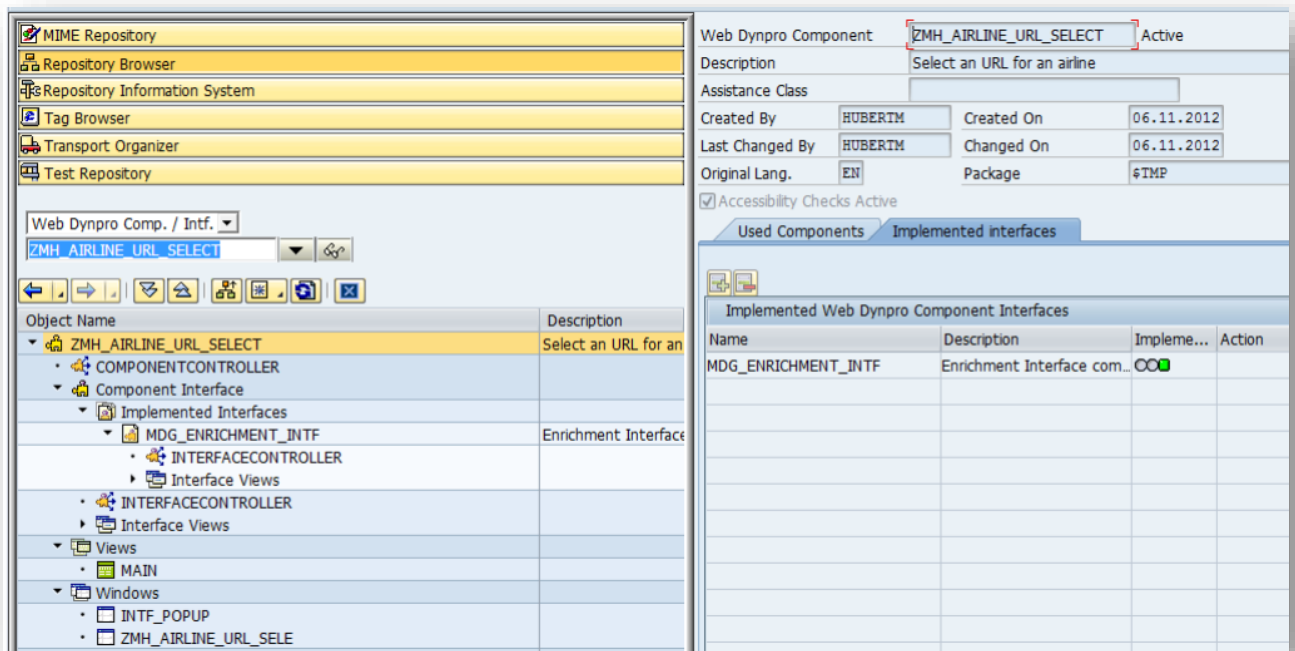 MIME Repository
Repository Browser
Repository Information System
Tag Browser
Transport Organizer
Test Repository
Web Dynpro Comp. / Intf.
ZMH_AIRLINE_URL_SELECT
Object Name Description
ZMH_AIRLINE_URL_SELECT Select an URL for an
COMPONENTCONTROLLER
Component Interface
Implemented Interfaces
MDG_ENRICHMENT_INTF Enrichment Interface
INTERFACECONTROLLER
Interface Views
INTERFACECONTROLLER
Interface Views
Views
MAIN
Windows
INTF_POPUP
ZMH_AIRLINE_URL_SELE
Web Dynpro Component ZMH_AIRLINE_URL_SELECT Active
Description Select an URL for an airline
Assistance Class
Created By HUBERTM Created On 06.11.2012
Last Changed By HUBERTM Changed On 06.11.2012
Original Lang. EN Package $TMP
Accessibility Checks Active
Used Components Implemented interfaces
Implemented Web Dynpro Component Interfaces
Name Description Impleme... Action
MDG_ENRICHMENT_INTF Enrichment Interface com...